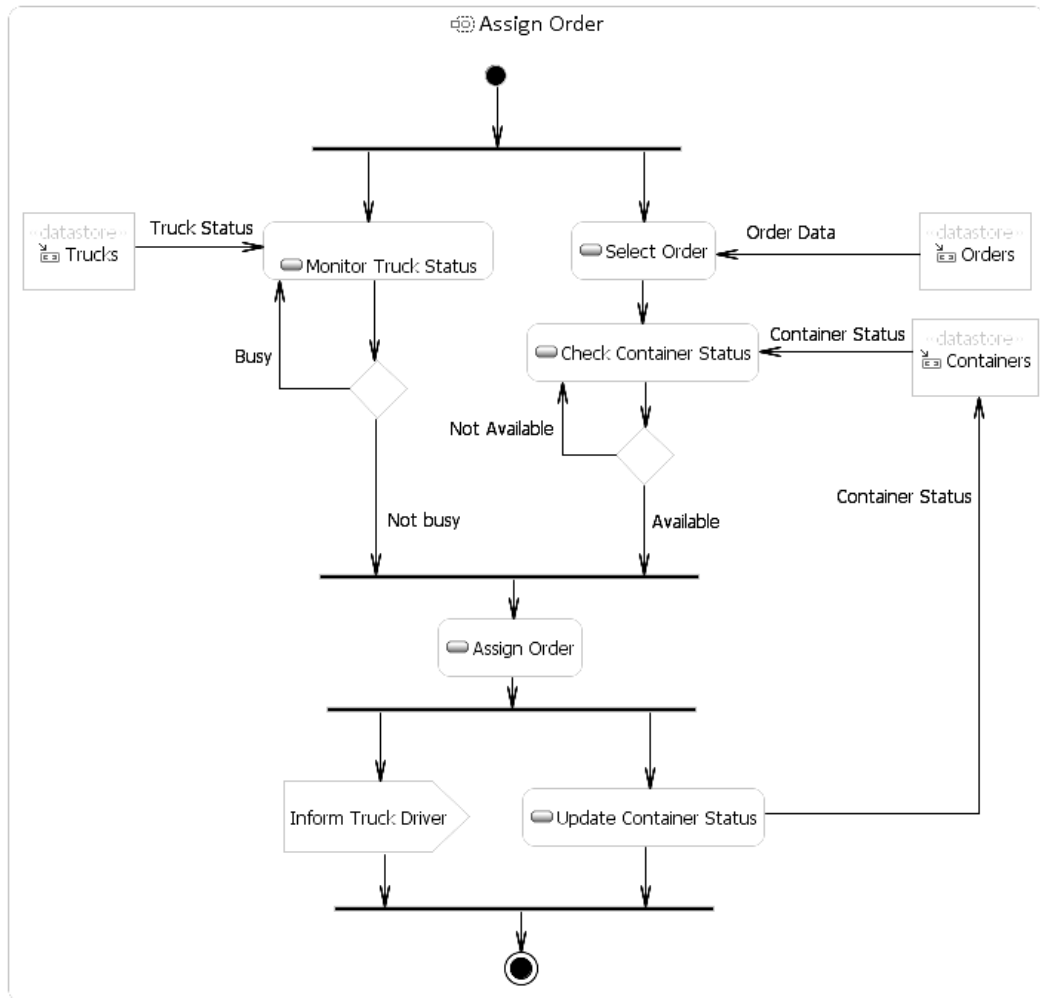 Assign Order
Truck Status
«datastore»
Trucks
Monitor Truck Status
Select Order
Order Data
«datastore»
Orders
Busy
Check Container Status
Container Status
«datastore»
Containers
Not Available
Container Status
Not busy
Available
Assign Order
Inform Truck Driver
Update Container Status